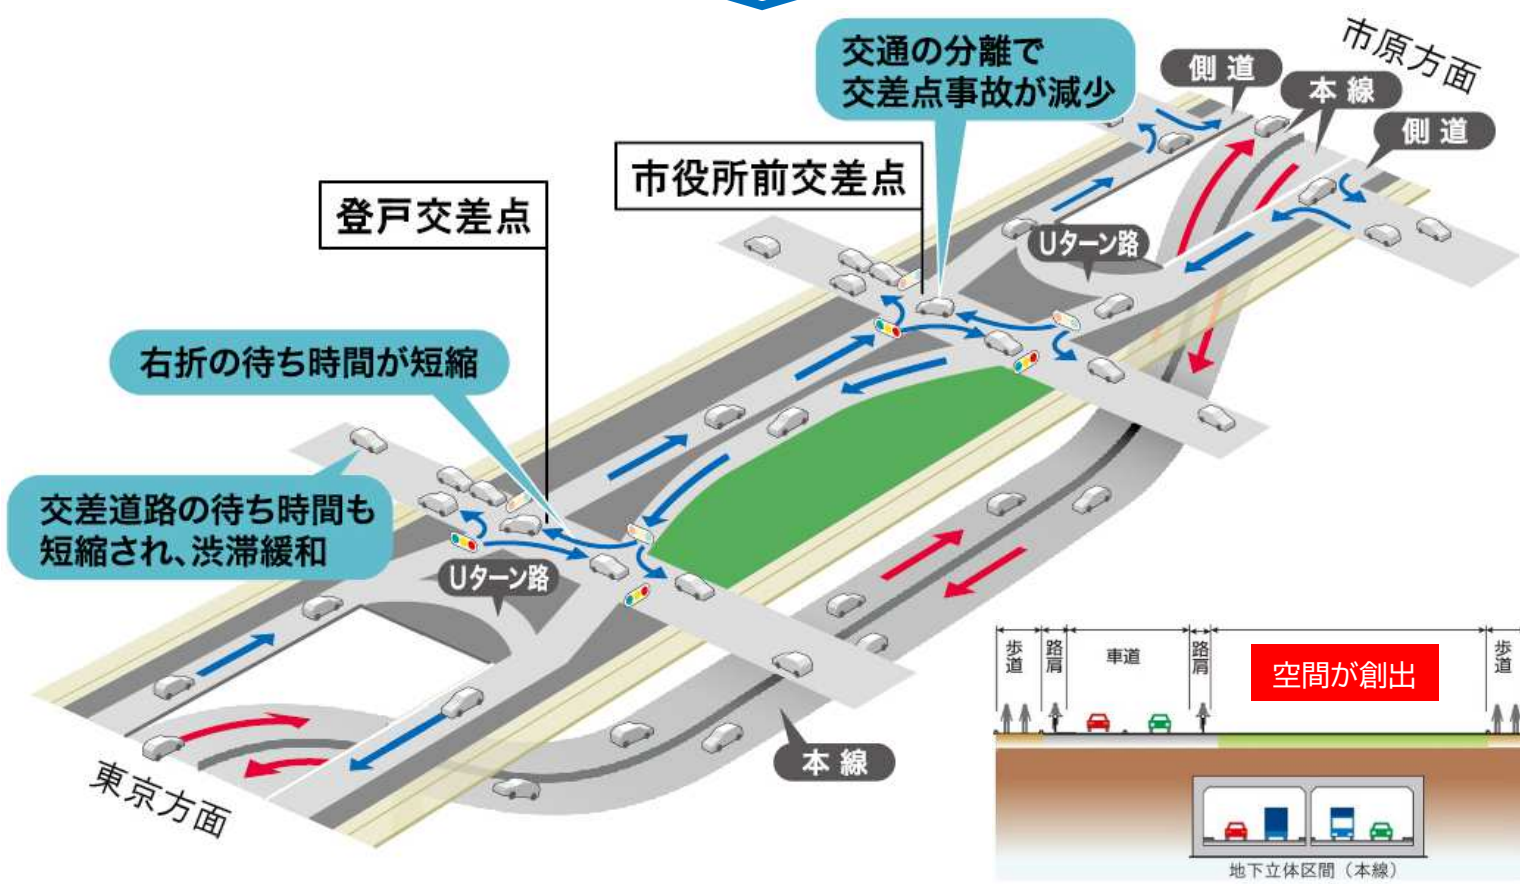 市原方面
交通の分離で
交差点事故が減少
側道
本線
側道
市役所前交差点
登戸交差点
Uターン路
右折の待ち時間が短縮
交差道路の待ち時間も
短縮され、渋滞緩和
Uターン路
本線
東京方面
歩道
路肩
車道
路肩
空間が創出
歩道
地下立体区間（本線）